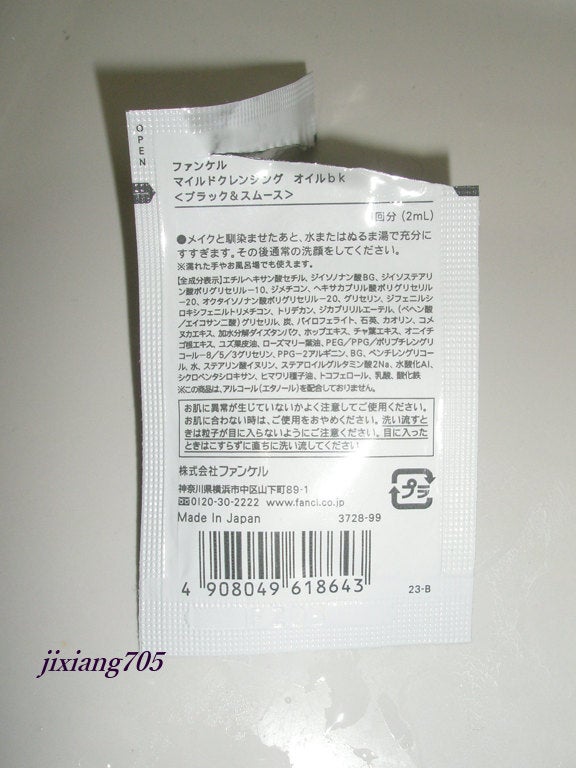 OPEN
ファンケル
マイルドクレンジング オイルbk
<ブラック&スムース>
回分 (2mL)
●メイクと馴染ませたあと、水またはぬるま湯で充分に
すすぎます。その後通常の洗顔をしてください。
※濡れた手やお風呂場でも使えます。
【全成分表示】エチルヘキサン酸セチル、ジイソノナン酸BG、ジイソステアリ
ン酸ポリグリセリル-10、ジメチコン、ヘキサカプリル酸ポリグリセリル
-20、オクタイソノナン酸ポリグリセリル-20、グリセリン、ジフェニルシ
ロキシフェニルトリメチコン、トリデカン、ジカプリリルエーテル、(ベヘン酸
/エイコサン二酸)グリセリル、炭、パイロフェライト、石英、カオリン、コメ
ヌカエキス、加水分解ダイズタンパク、ホップエキス、チャ葉エキス、オニイチ
ゴ根エキス、ユズ果皮油、ローズマリー葉油、PEG/PPG/ポリブチレングリ
コール-8/5/3グリセリン、PPG-2アルギニン、BG、ペンチレングリコー
ル、水、ステアリン酸イヌリン、ステアロイルグルタミン酸2Na、水酸化Al、
シクロペンタシロキサン、ヒマワリ種子油、トコフェロール、乳酸、酸化鉄
※この商品は、アルコール(エタノール)を配合しておりません。
お肌に異常が生じていないかよく注意してご使用ください。
お肌に合わない時は、ご使用をおやめください。洗い流すと
きは粒子が目に入らないようにご注意ください。目に入った
ときはこすらずに直ちに洗い流してください。
株式会社ファンケル
神奈川県横浜市中区山下町89-1
0120-30-2222 www.fancl.co.jp
Made In Japan 3728-99
プラ
4 908049 618643
23-B
jixiang705